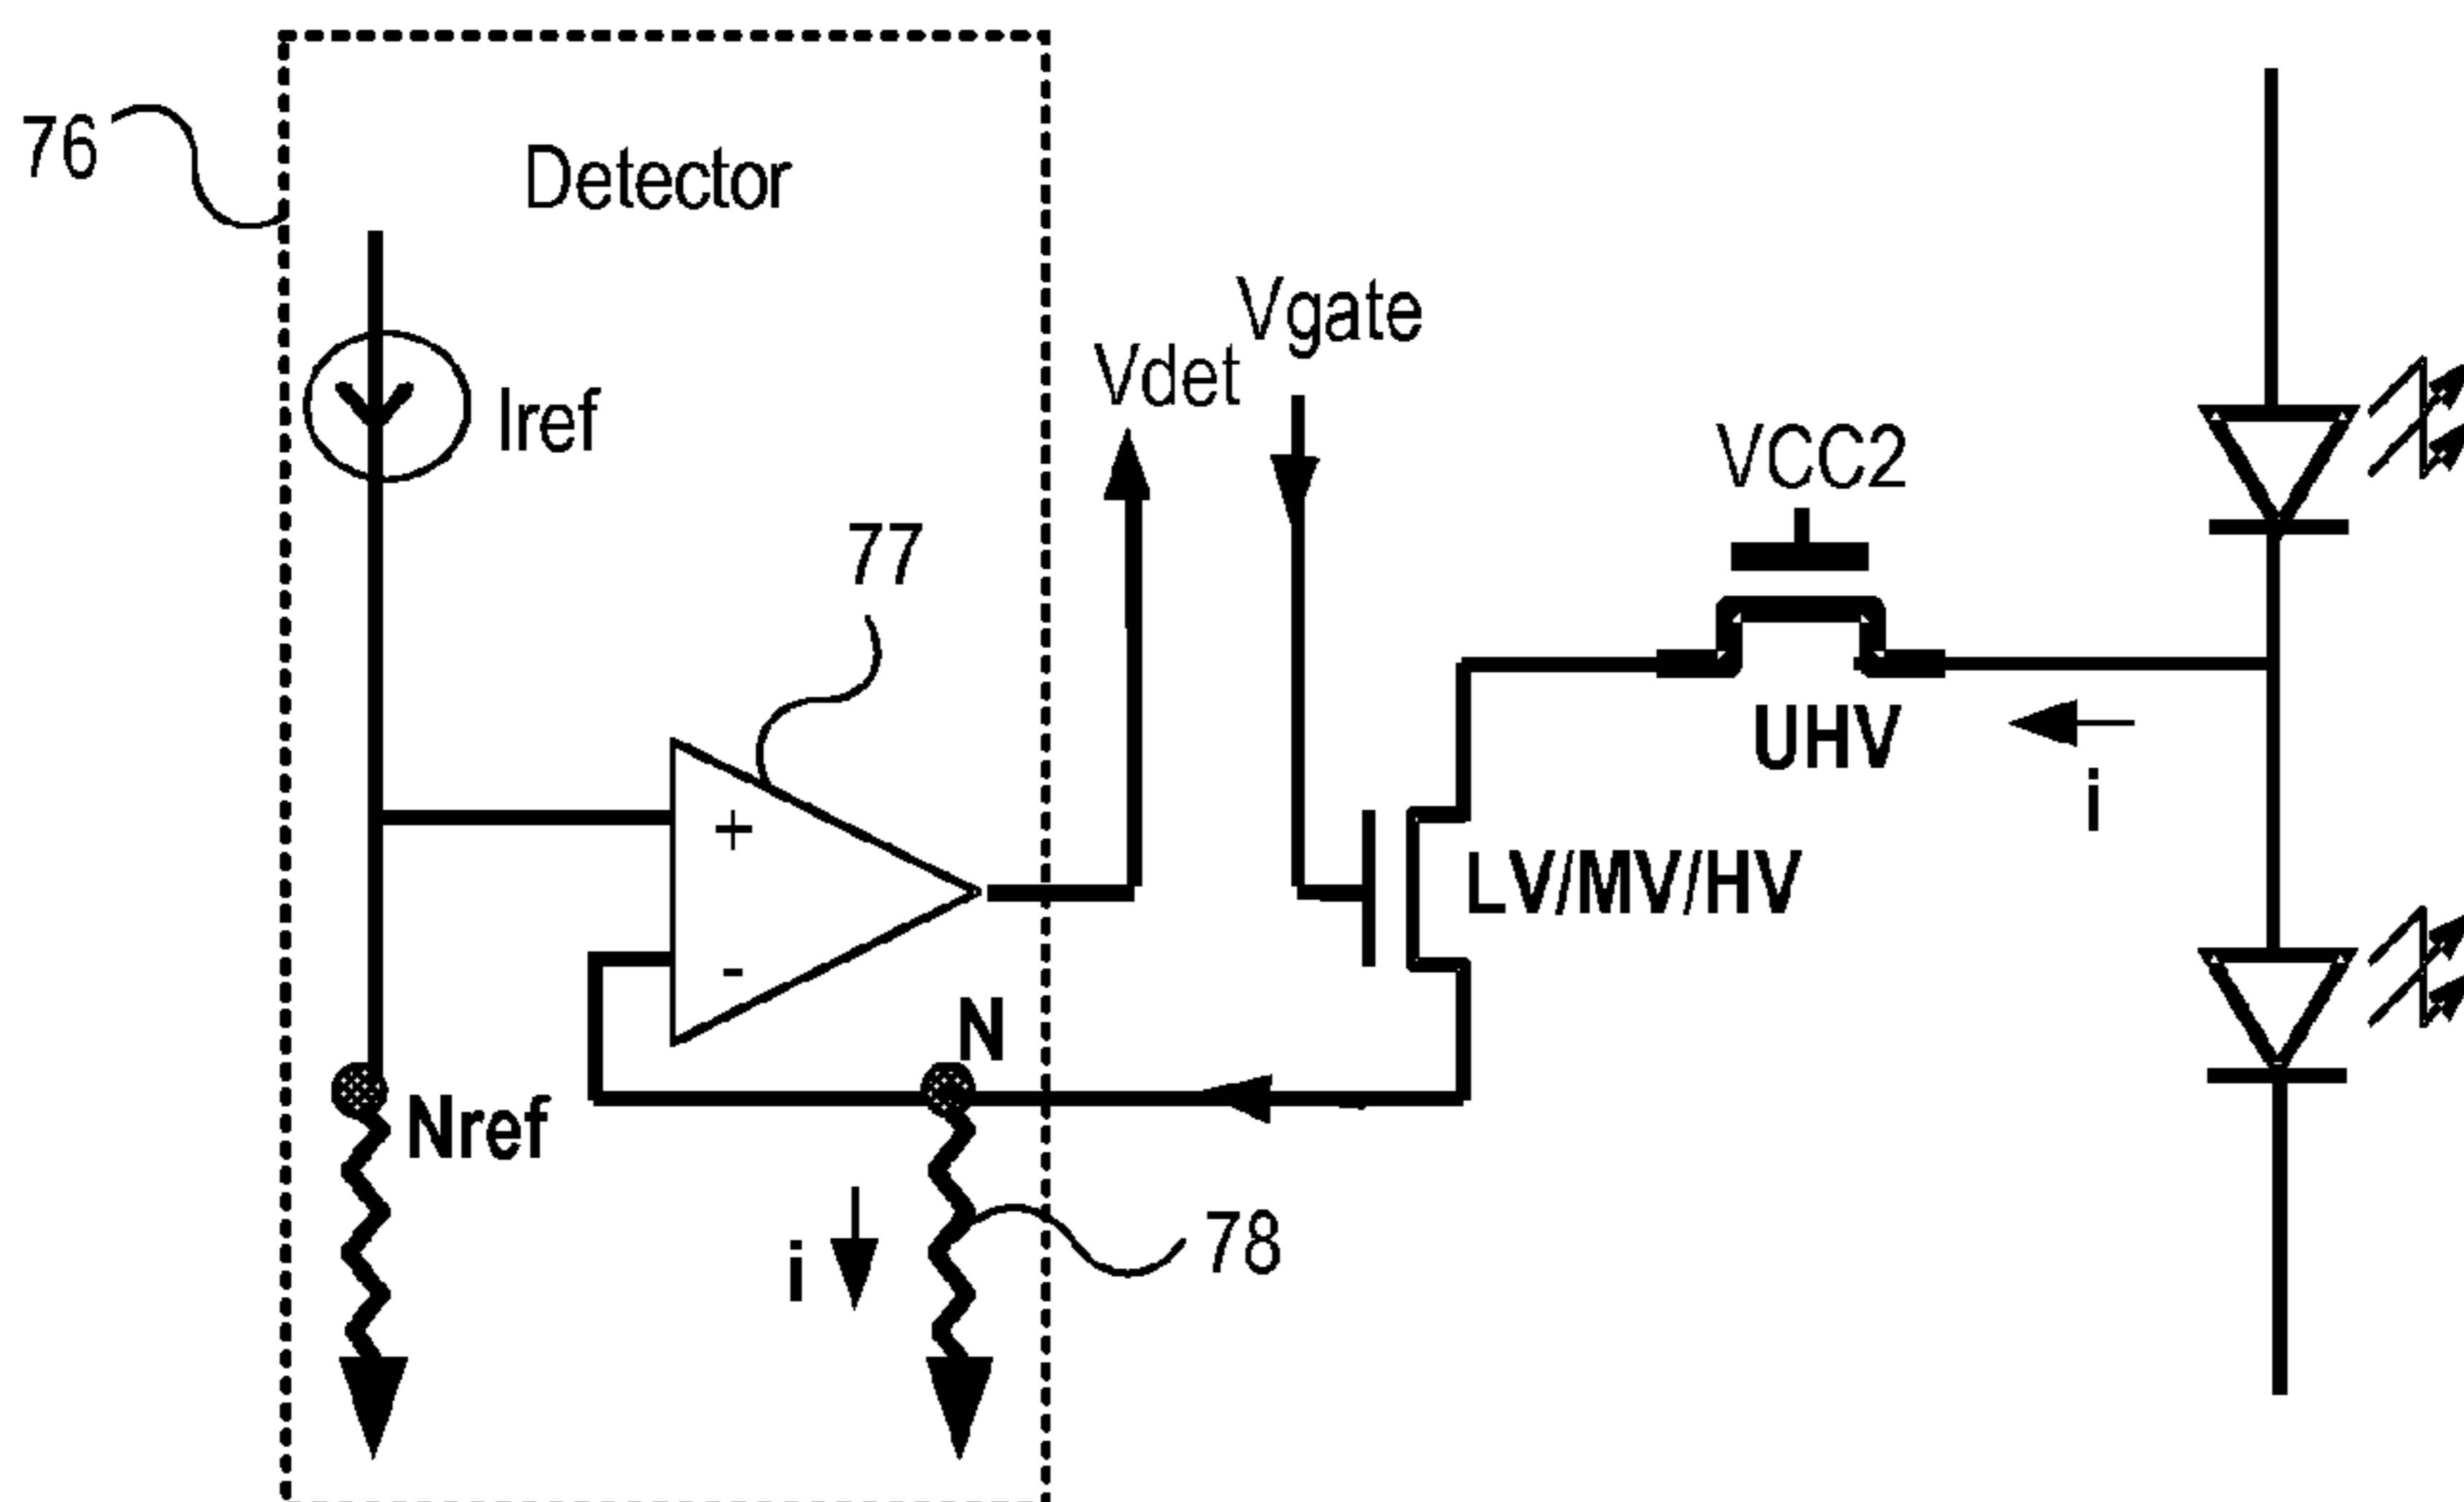 76
Detector
Iref
77
Vdet
Vgate
VCC2
UHV
i
+
-
LV/MV/HV
N
Nref
i
78